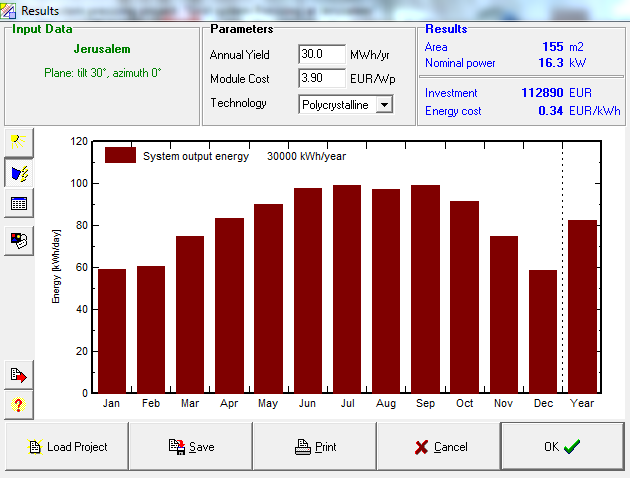 Results
Input Data
Jerusalem
Plane: tilt 30°, azimuth 0°
Parameters
Annual Yield 30.0 MWh/yr
Module Cost 3.90 EUR/Wp
Technology Polycrystalline
Results
Area 155 m2
Nominal power 16.3 kW
Investment 112890 EUR
Energy cost 0.34 EUR/kWh
System output energy 30000 kWh/year
Energy [kWh/day]
120
100
80
60
40
20
0
Jan Feb Mar Apr May Jun Jul Aug Sep Oct Nov Dec Year
Load Project Save Print Cancel OK